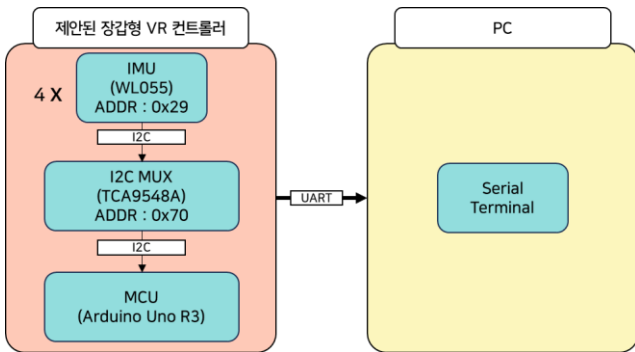 제안된 장갑형 VR 컨트롤러
PC
4 X
IMU
(WL055)
ADDR : 0x29
I2C
I2C MUX
(TCA9548A)
ADDR : 0x70
UART
Serial
Terminal
I2C
MCU
(Arduino Uno R3)